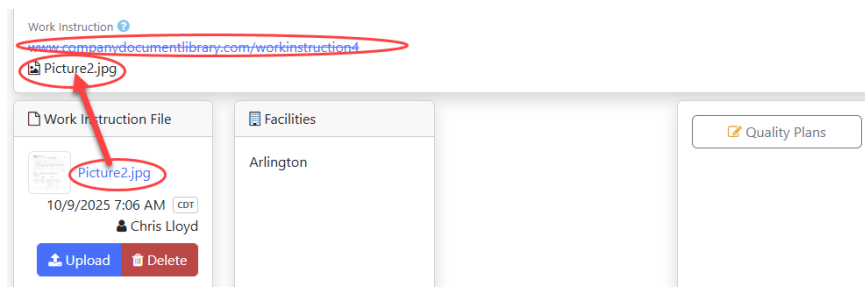 Work Instruction
www.companydocumentlibrary.com/workinstruction4
Picture2.jpg
Work Instruction File
Picture2.jpg
10/9/2025 7:06 AM CDT
Chris Lloyd
Upload Delete
Facilities
Arlington
Quality Plans